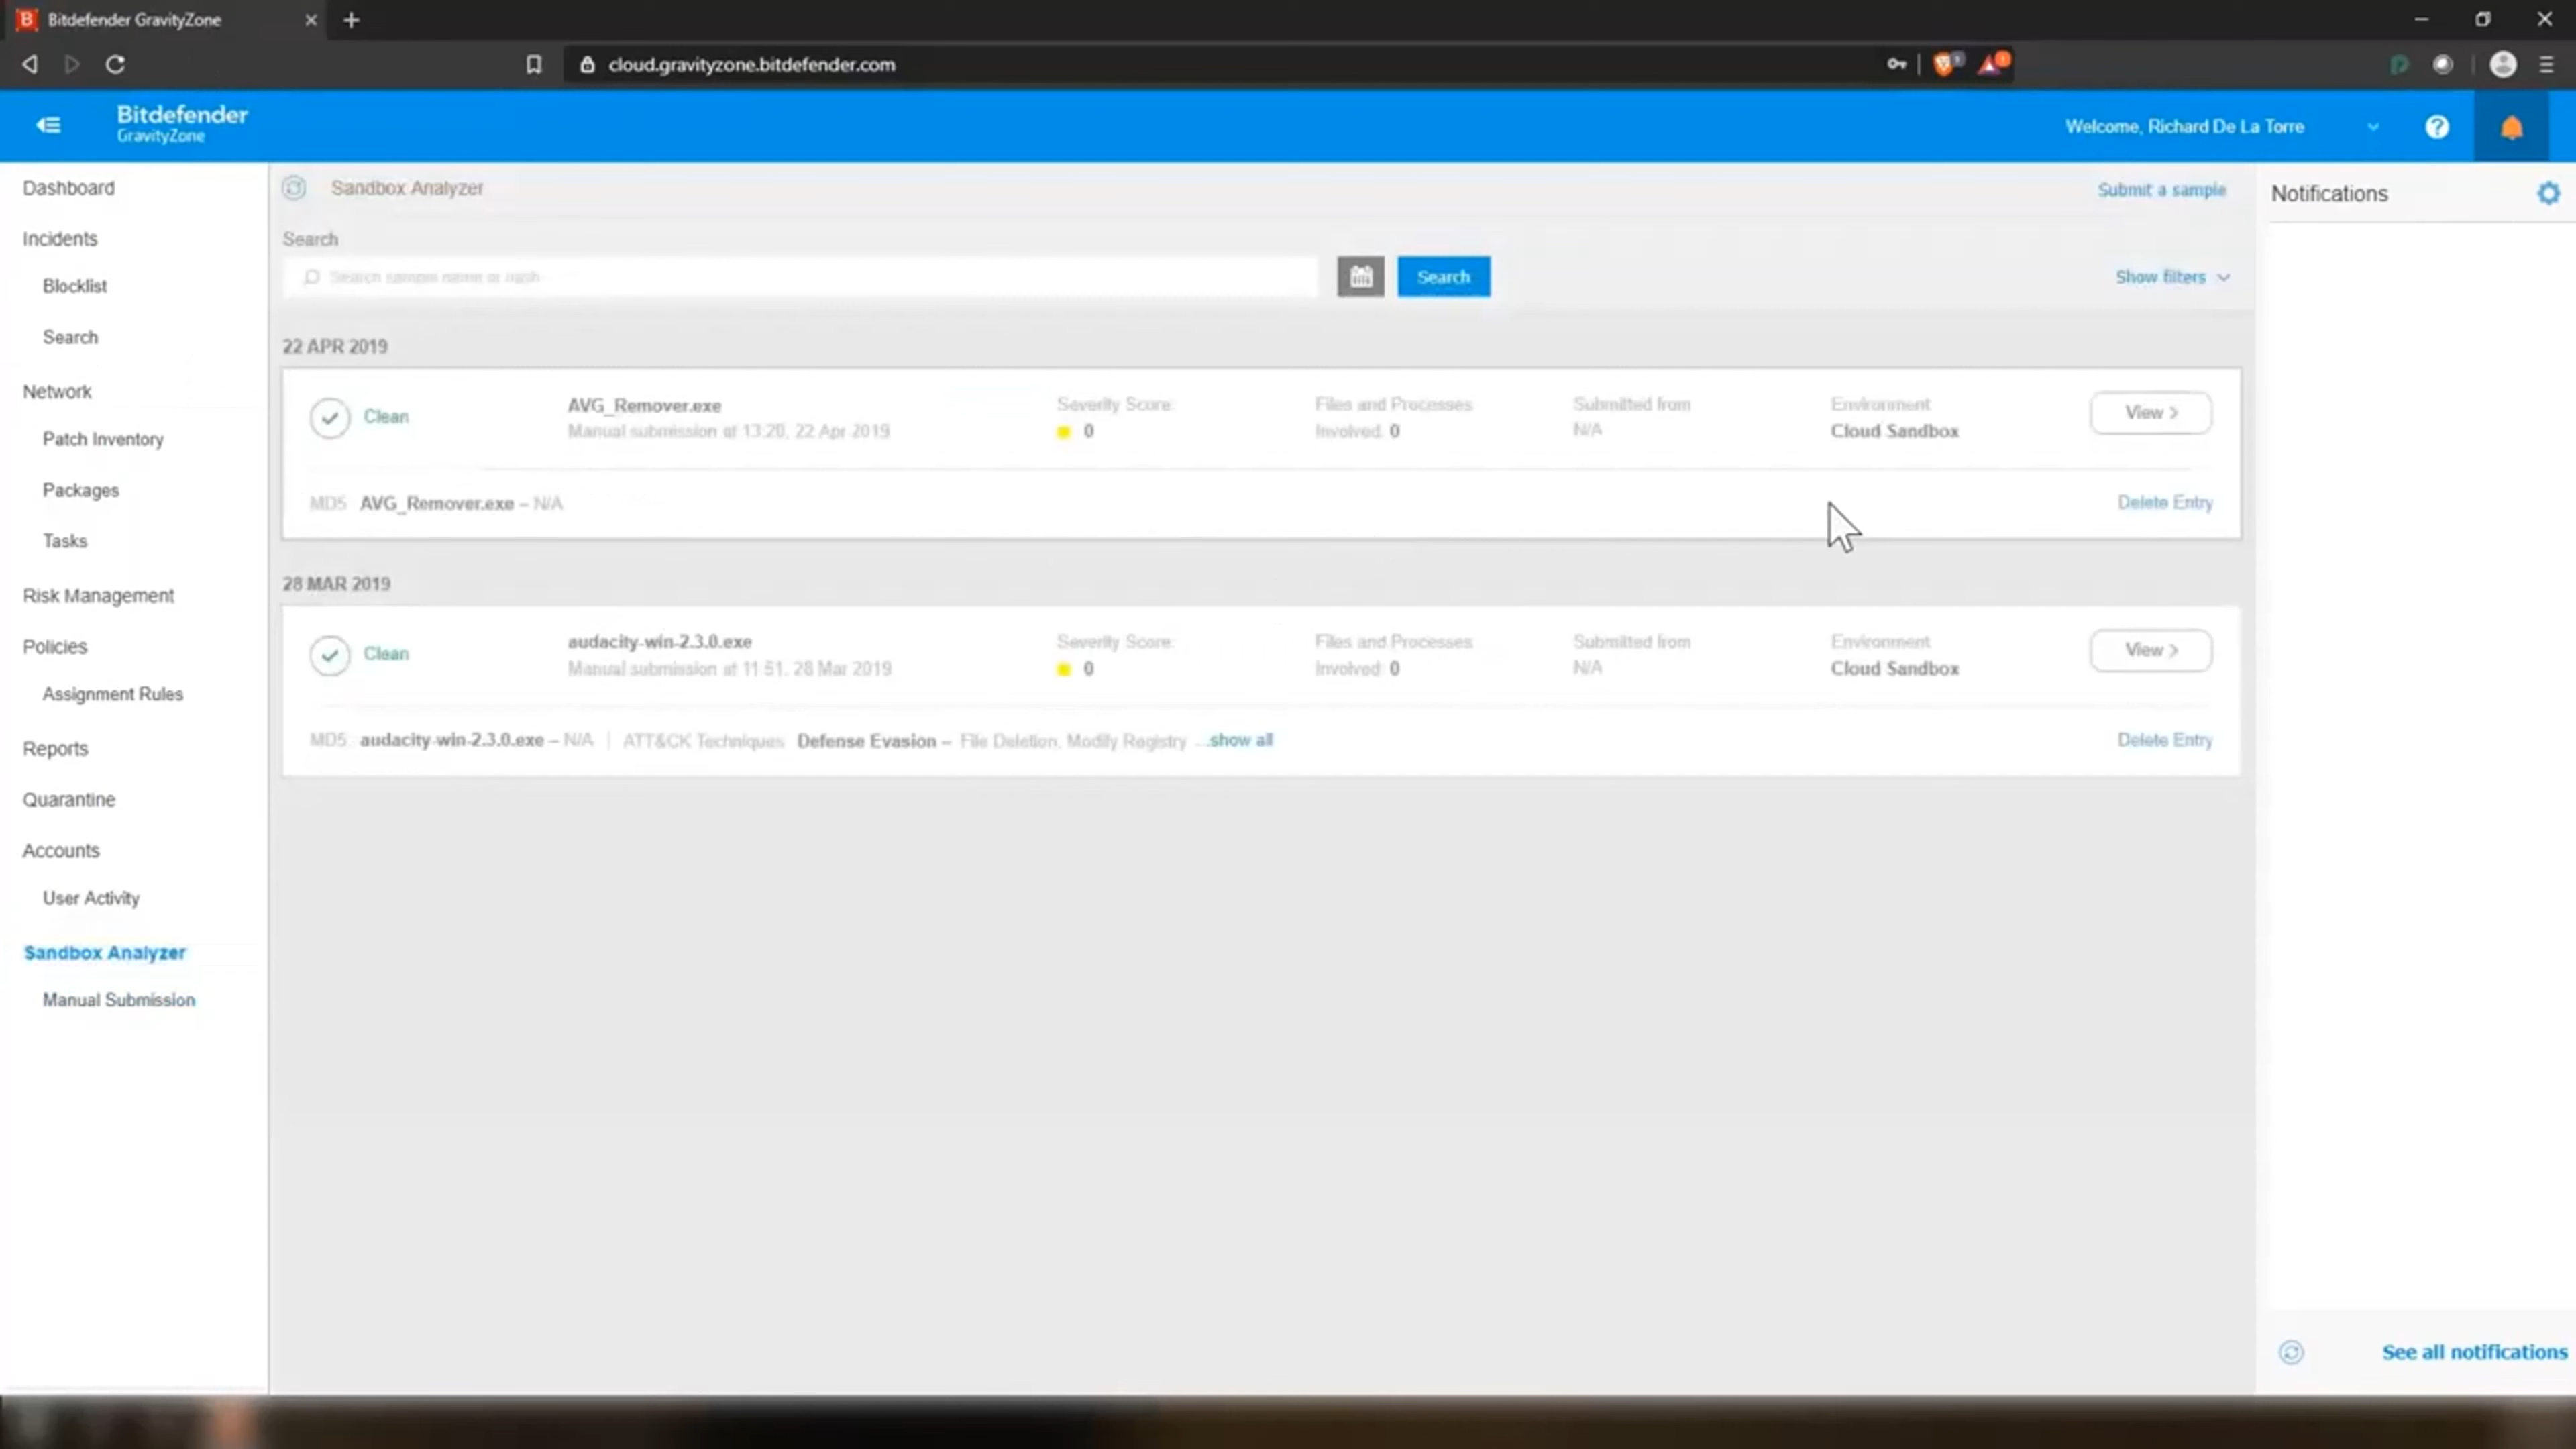 Bitdefender GravityZone
cloud.gravityzone.bitdefender.com
Bitdefender
GravityZone
Welcome, Richard De La Torre
Dashboard
Incidents
Blocklist
Search
Network
Patch Inventory
Packages
Tasks
Risk Management
Policies
Assignment Rules
Reports
Quarantine
Accounts
User Activity
Sandbox Analyzer
Manual Submission
Sandbox Analyzer
Submit a sample
Search
Search sample name or hash
Search
Show filters
22 APR 2019
Clean
AVG_Remover.exe
Manual submission at 13:20, 22 Apr 2019
Severity Score:
0
Files and Processes
Involved: 0
Submitted from
N/A
Environment
Cloud Sandbox
View >
MD5 AVG_Remover.exe – N/A
Delete Entry
28 MAR 2019
Clean
audacity-win-2.3.0.exe
Manual submission at 11:51, 28 Mar 2019
Severity Score:
0
Files and Processes
Involved: 0
Submitted from
N/A
Environment
Cloud Sandbox
View >
MD5 audacity-win-2.3.0.exe – N/A | ATT&CK Techniques Defense Evasion – File Deletion, Modify Registry ...show all
Delete Entry
Notifications
See all notifications